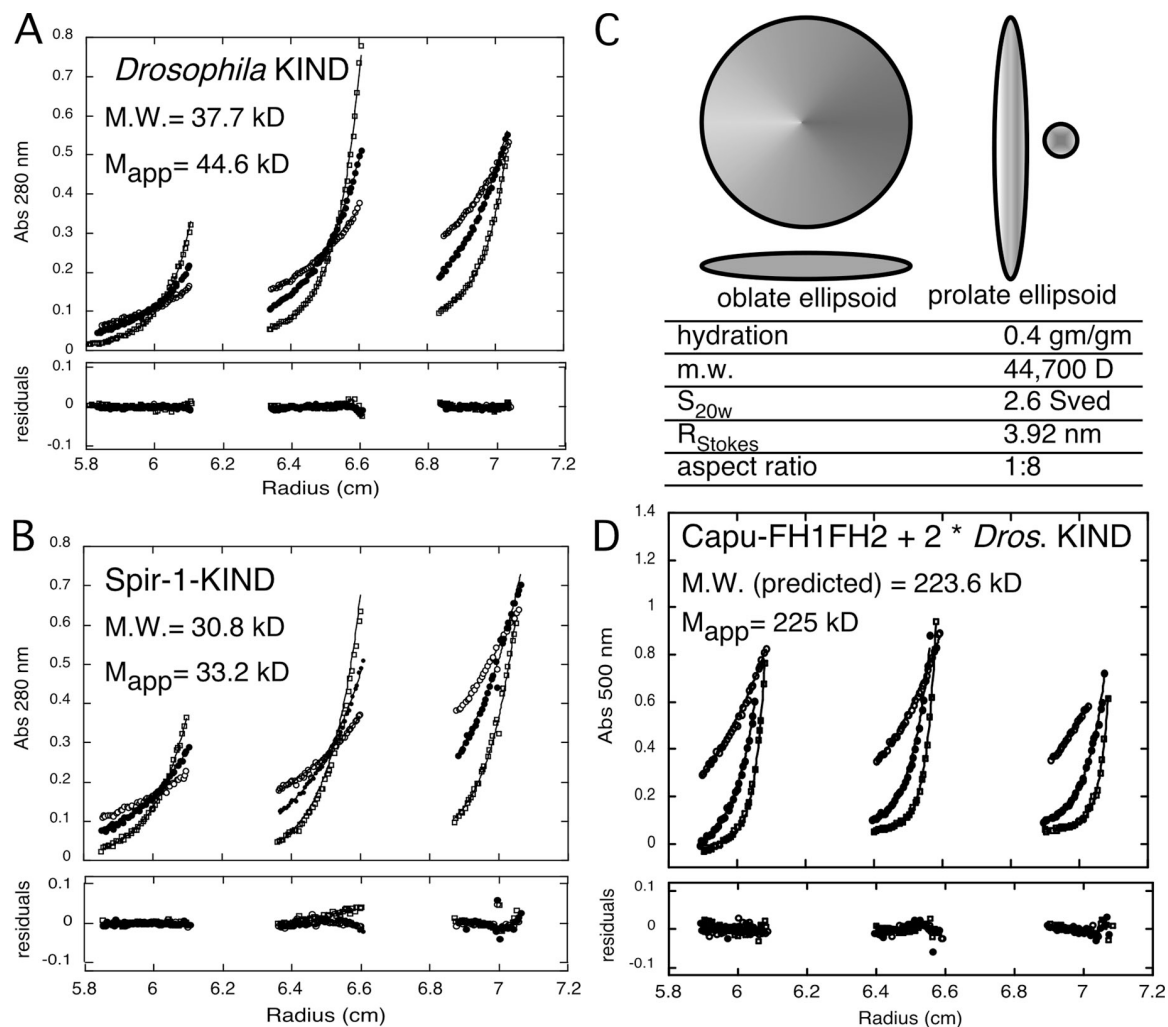 A
Drosophila KIND
M.W.= 37.7 kD
Mapp= 44.6 kD
Abs 280 nm
0.8
0.7
0.6
0.5
0.4
0.3
0.2
0.1
0
residuals
0.1
0
-0.1
5.8 6 6.2 6.4 6.6 6.8 7 7.2
Radius (cm)
B
Spir-1-KIND
M.W.= 30.8 kD
Mapp= 33.2 kD
Abs 280 nm
0.8
0.7
0.6
0.5
0.4
0.3
0.2
0.1
0
residuals
0.1
0
-0.1
5.8 6 6.2 6.4 6.6 6.8 7 7.2
Radius (cm)
C
oblate ellipsoid prolate ellipsoid
hydration 0.4 gm/gm
m.w. 44,700 D
S20w 2.6 Sved
RStokes 3.92 nm
aspect ratio 1:8
D
Capu-FH1FH2 + 2 * Dros. KIND
M.W. (predicted) = 223.6 kD
Mapp= 225 kD
Abs 500 nm
1.4
1.2
1
0.8
0.6
0.4
0.2
0
residuals
0.1
0
-0.1
5.8 6 6.2 6.4 6.6 6.8 7 7.2
Radius (cm)